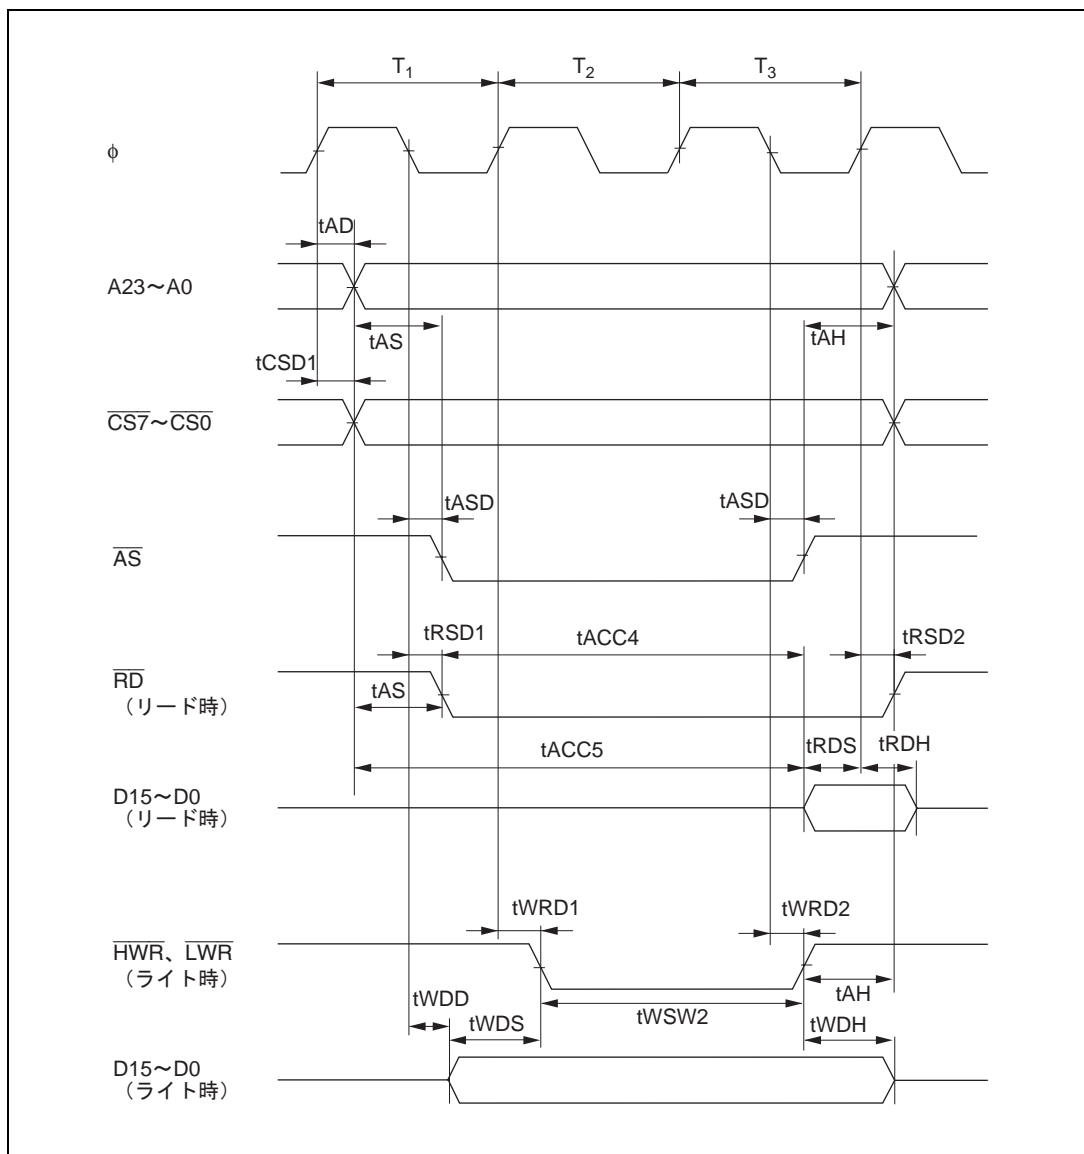 T1 T2 T3
φ
tAD
A23～A0
tAS tAH
tCSD1
CS7～CS0
tASD tASD
AS
tRSD1 tACC4 tRSD2
RD
（リード時）
tAS
tACC5 tRDS tRDH
D15～D0
（リード時）
tWRD1 tWRD2
HWR、LWR
（ライト時）
tAH
tWDD tWDS tWSW2 tWDH
D15～D0
（ライト時）